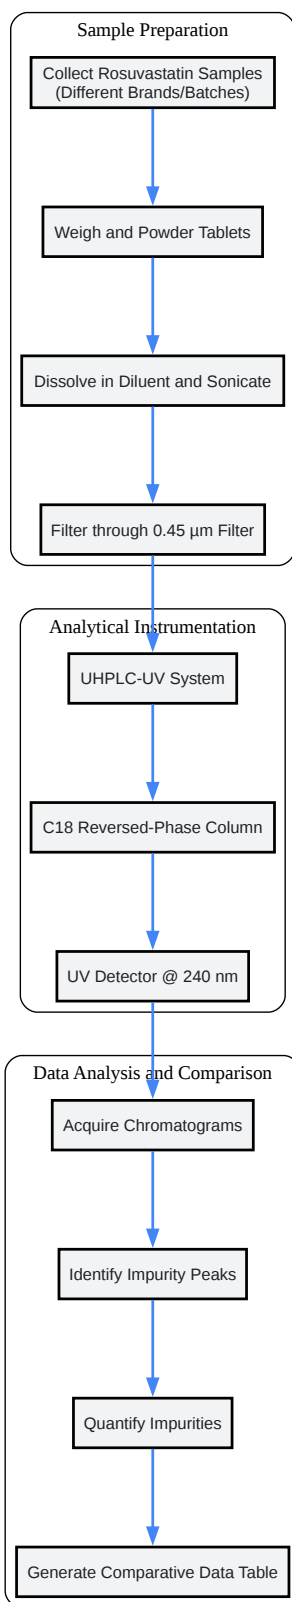 Sample Preparation
Collect Rosuvastatin Samples
(Different Brands/Batches)
Weigh and Powder Tablets
Dissolve in Diluent and Sonicate
Filter through 0.45 µm Filter
Analytical Instrumentation
UHPLC-UV System
C18 Reversed-Phase Column
UV Detector @ 240 nm
Data Analysis and Comparison
Acquire Chromatograms
Identify Impurity Peaks
Quantify Impurities
Generate Comparative Data Table